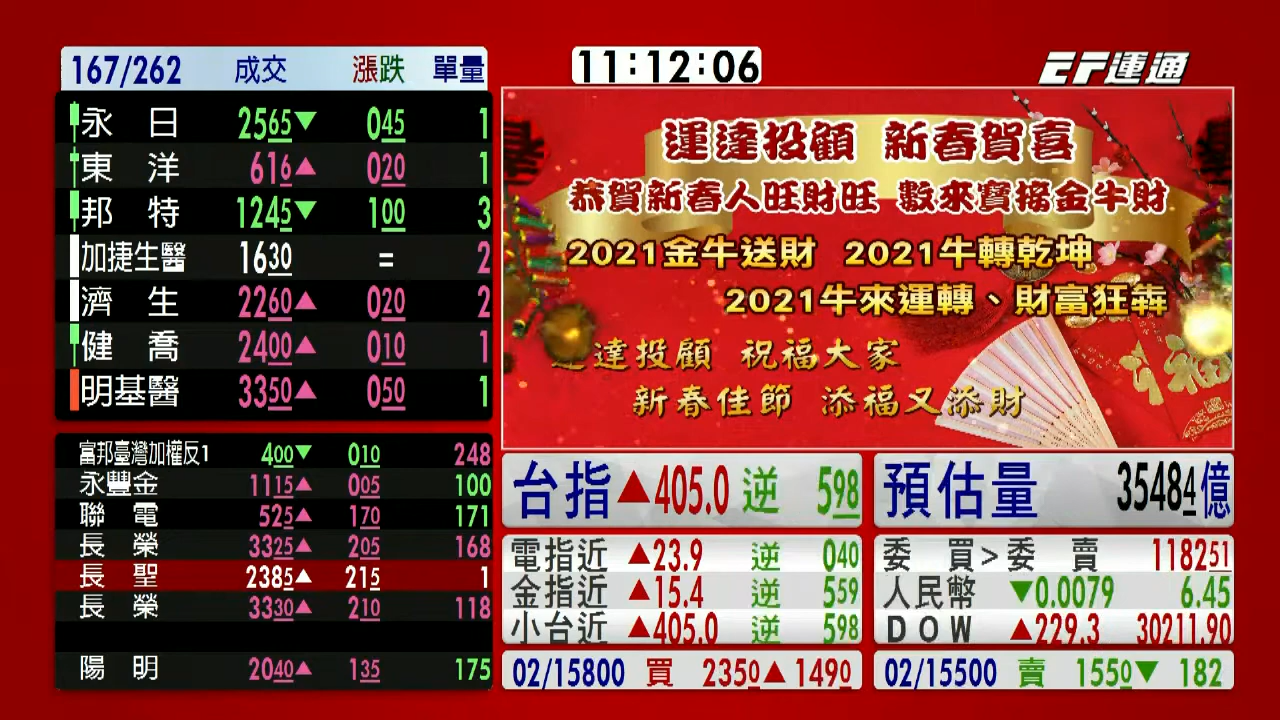 167/262 成交 漲跌 單量
永日 2565▼ 045 1
東洋 616▲ 020 1
邦特 1245▼ 100 3
加捷生醫 1630 = 2
濟生 2260▲ 020 2
健喬 2400▲ 010 1
明基醫 3350▲ 050 1
富邦臺灣加權反1 400▼ 010 248
永豐金 1115▲ 005 100
聯電 525▲ 170 171
長榮 3325▲ 205 168
長聖 2385▲ 215 1
長榮 3330▲ 210 118
陽明 2040▲ 135 175
11:12:06
EF運通
運達投顧 新春賀喜
恭賀新春人旺財旺 數來寶接金牛財
2021金牛送財 2021牛轉乾坤
2021牛來運轉、財富狂犇
運達投顧 祝福大家
新春佳節 添福又添財
台指▲405.0 逆 598
電指近 ▲23.9 逆 040
金指近 ▲15.4 逆 559
小台近 ▲405.0 逆 598
02/15800 買 2350▲1490
預估量 35484億
委買>委賣 118251
人民幣 ▼0.0079 6.45
DOW ▲229.3 30211.90
02/15500 賣 1550▼ 182